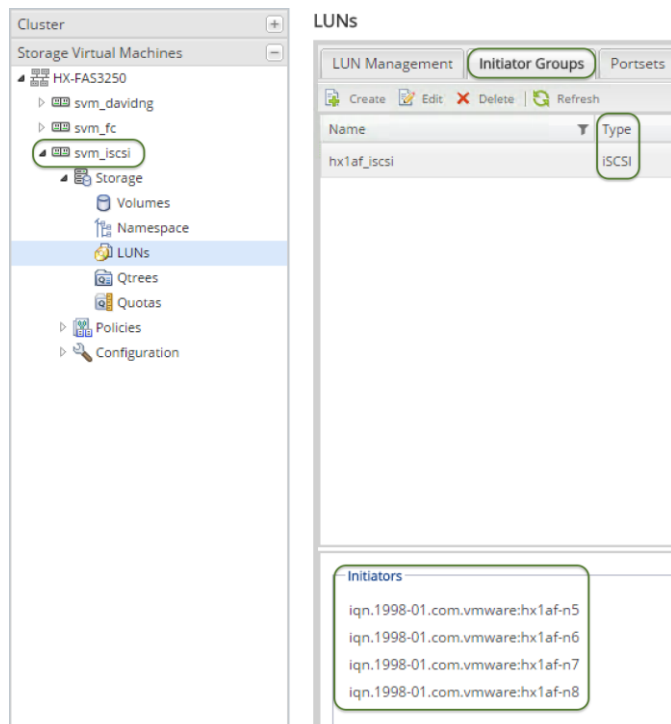 Cluster
Storage Virtual Machines
HX-FAS3250
svm_davidng
svm_fc
svm_iscsi
Storage
Volumes
Namespace
LUNs
Qtrees
Quotas
Policies
Configuration
LUNs
LUN Management Initiator Groups Portsets
Create Edit Delete Refresh
Name Type
hx1af_iscsi iSCSI
Initiators
iqn.1998-01.com.vmware:hx1af-n5
iqn.1998-01.com.vmware:hx1af-n6
iqn.1998-01.com.vmware:hx1af-n7
iqn.1998-01.com.vmware:hx1af-n8